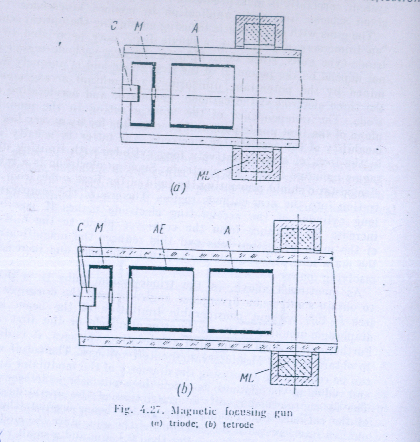 C M A
ML
(a)
C M AE A
ML
(b)
Fig. 4.27. Magnetic focusing gun
(a) triode; (b) tetrode